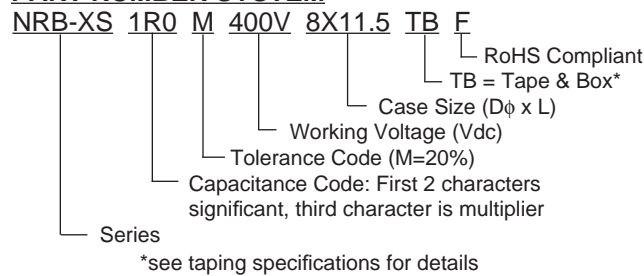 PART NUMBER SYSTEM
NRB-XS 1R0 M 400V 8X11.5 TB F
RoHS Compliant
TB = Tape & Box*
Case Size (Dϕ x L)
Working Voltage (Vdc)
Tolerance Code (M=20%)
Capacitance Code: First 2 characters
significant, third character is multiplier
Series
*see taping specifications for details